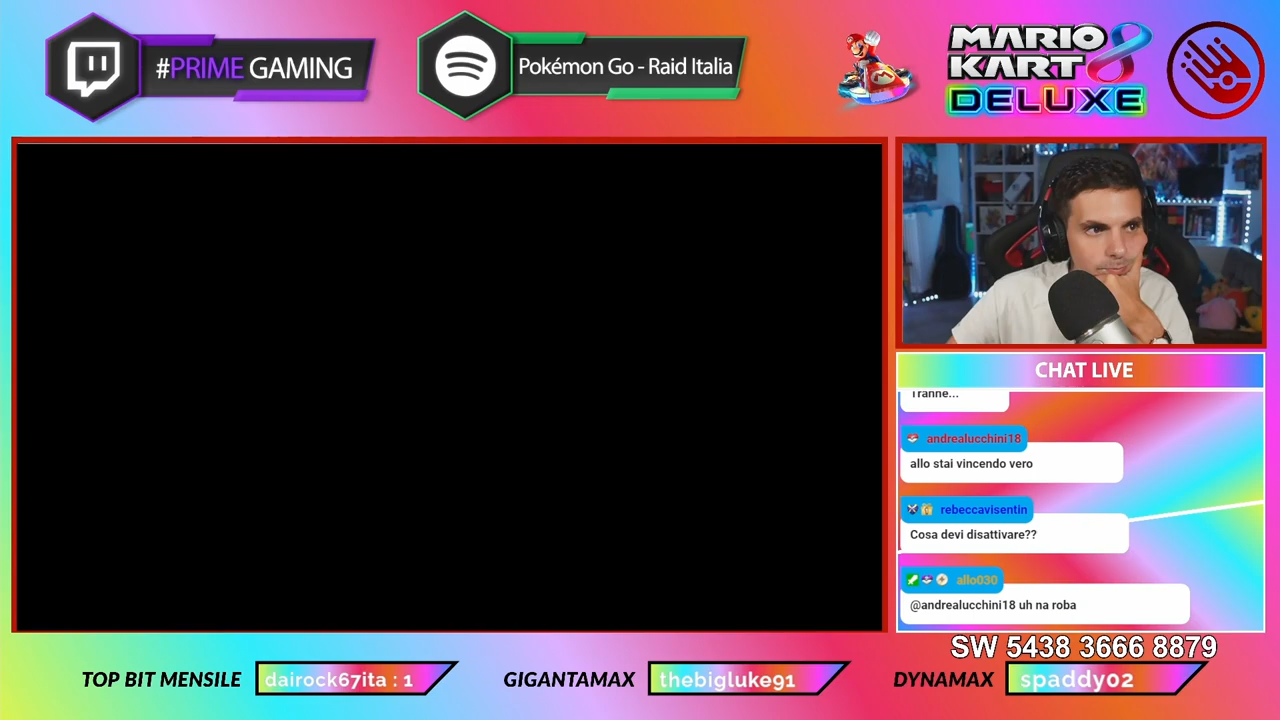 #PRIME GAMING
Pokémon Go - Raid Italia
MARIO
KART 8
DELUXE
CHAT LIVE
Tranne...
andrealucchini18
allo stai vincendo vero
rebeccavisentin
Cosa devi disattivare??
allo030
@andrealucchini18 uh na roba
SW 5438 3666 8879
TOP BIT MENSILE
dairock67ita : 1
GIGANTAMAX
thebigluke91
DYNAMAX
spaddy02